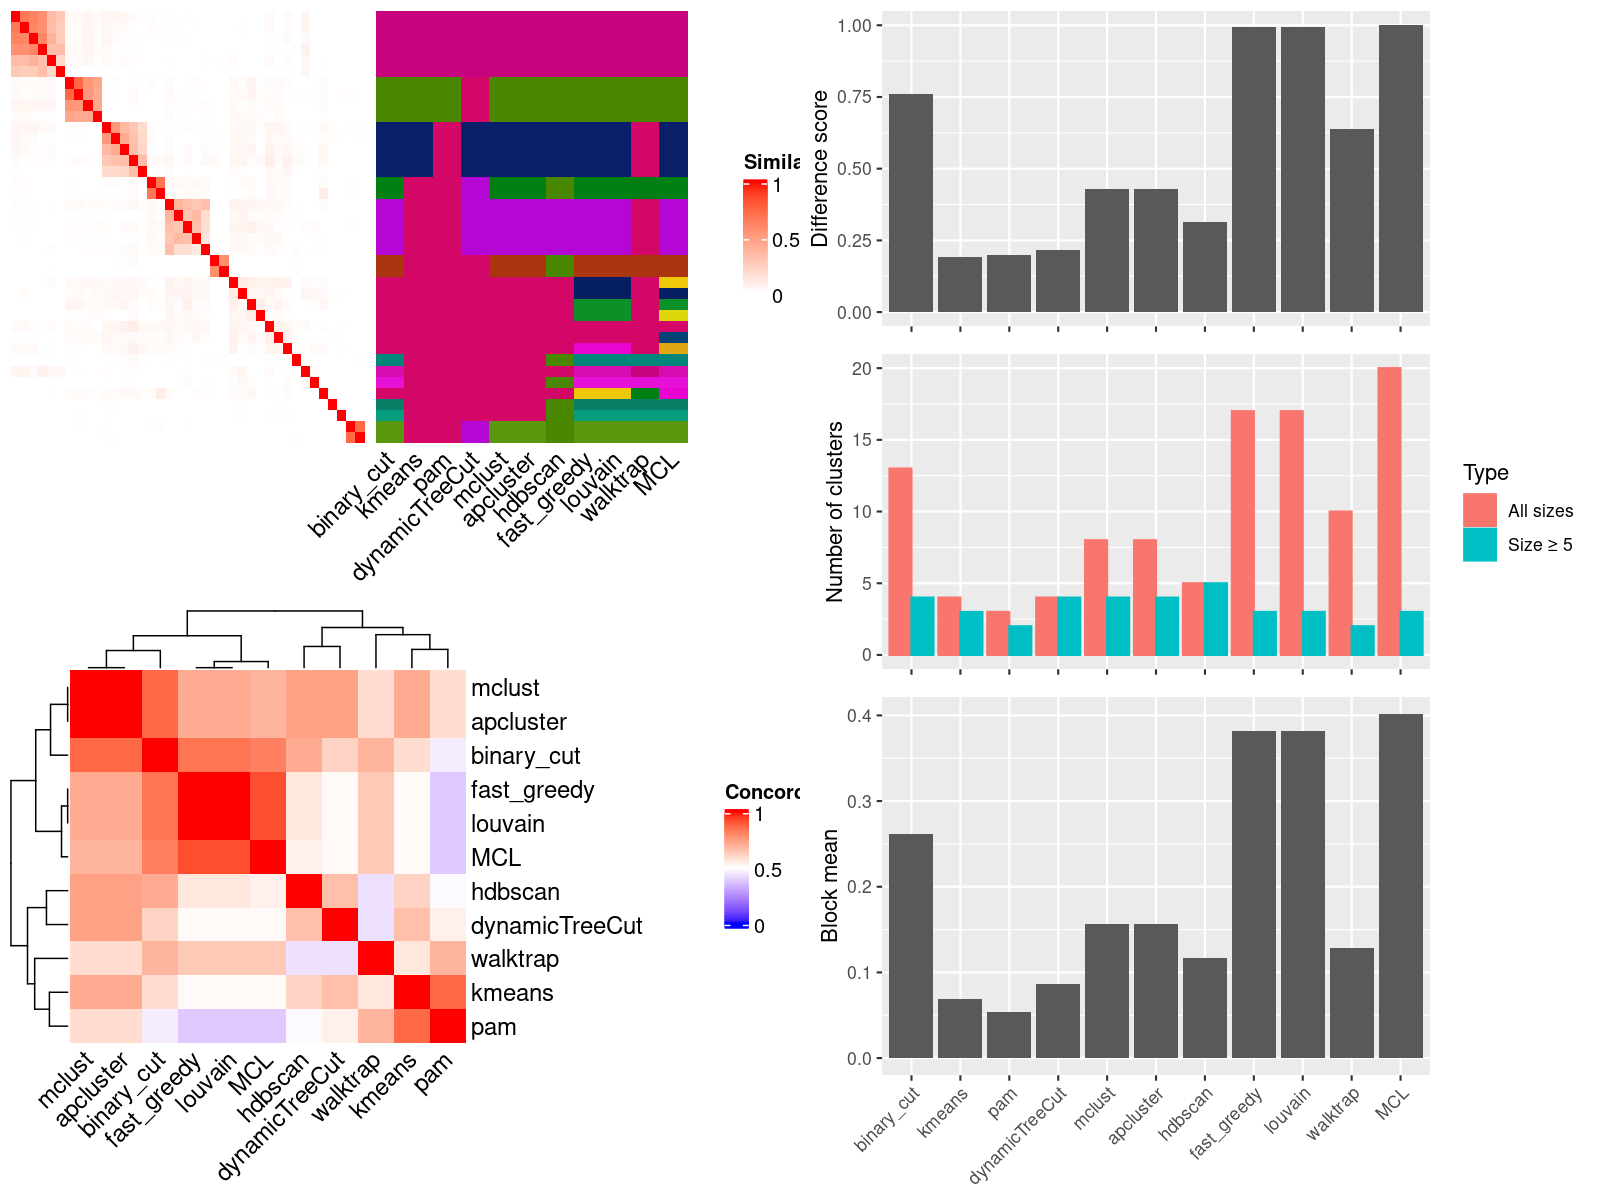 Simila
1
0.5
0
binary_cut
kmeans
pam
dynamicTreeCut
mclust
apcluster
hdbscan
fast_greedy
louvain
walktrap
MCL
mclust
apcluster
binary_cut
fast_greedy
louvain
MCL
hdbscan
dynamicTreeCut
walktrap
kmeans
pam
Concord
1
0.5
0
mclust
apcluster
binary_cut
fast_greedy
louvain
MCL
hdbscan
dynamicTreeCut
walktrap
kmeans
pam
Difference score
1.00
0.75
0.50
0.25
0.00
Number of clusters
20
15
10
5
0
Type
All sizes
Size ≥ 5
Block mean
0.4
0.3
0.2
0.1
0.0
binary_cut
kmeans
pam
dynamicTreeCut
mclust
apcluster
hdbscan
fast_greedy
louvain
walktrap
MCL